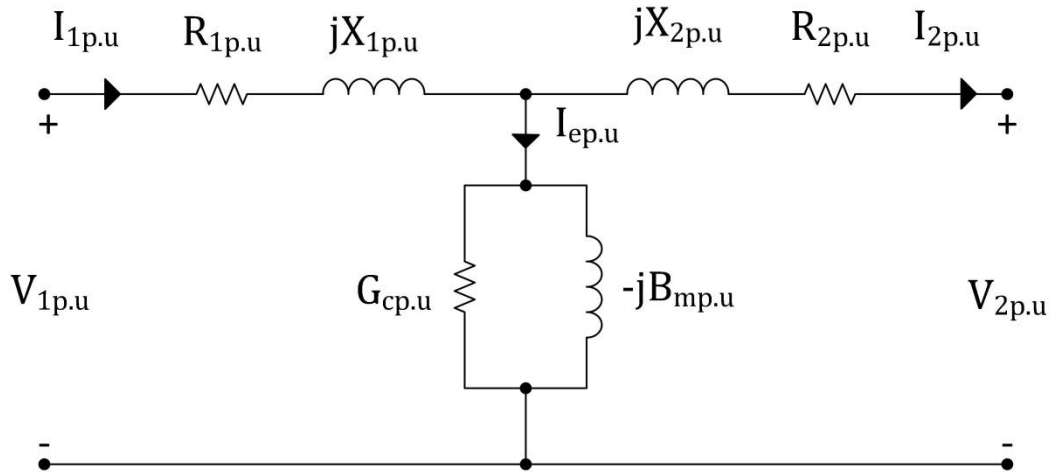 I₁p.u R₁p.u jX₁p.u jX₂p.u R₂p.u I₂p.u
+ Iep.u +
V₁p.u Gcp.u -jBmp.u V₂p.u
- -